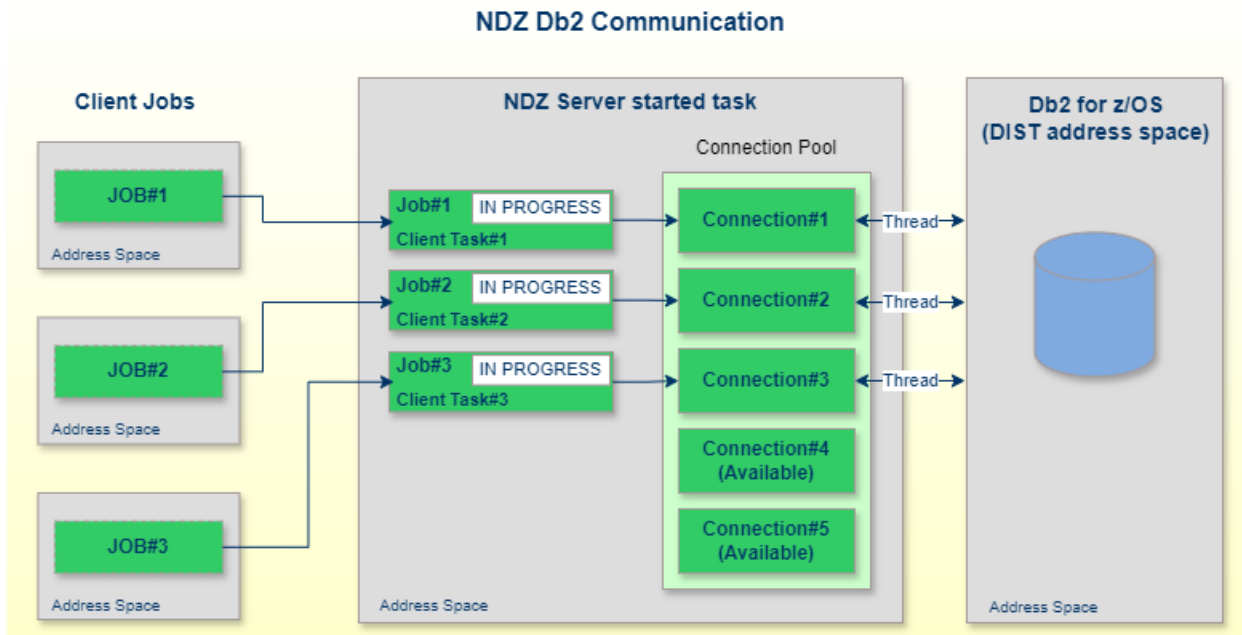 NDZ Db2 Communication
Client Jobs
JOB#1
Address Space
JOB#2
Address Space
JOB#3
Address Space
NDZ Server started task
Connection Pool
Job#1
IN PROGRESS
Client Task#1
Job#2
IN PROGRESS
Client Task#2
Job#3
IN PROGRESS
Client Task#3
Connection#1
Connection#2
Connection#3
Connection#4
(Available)
Connection#5
(Available)
Address Space
Thread
Thread
Thread
Db2 for z/OS
(DIST address space)
Address Space